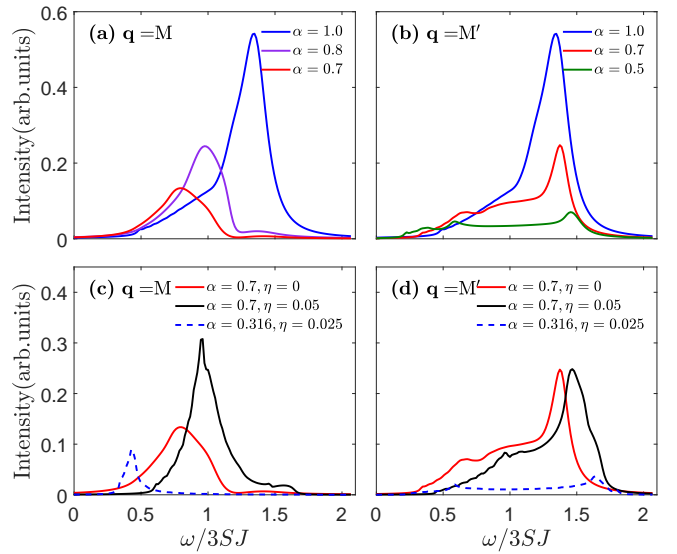 (a) q =M
α = 1.0
α = 0.8
α = 0.7
(b) q =M′
α = 1.0
α = 0.7
α = 0.5
Intensity(arb.units)
0.6
0.4
0.2
0
0 0.5 1 1.5 2
0 0.5 1 1.5 2
(c) q =M
α = 0.7, η = 0
α = 0.7, η = 0.05
α = 0.316, η = 0.025
(d) q =M′
α = 0.7, η = 0
α = 0.7, η = 0.05
α = 0.316, η = 0.025
Intensity(arb.units)
0.4
0.3
0.2
0.1
0
ω/3SJ
ω/3SJ